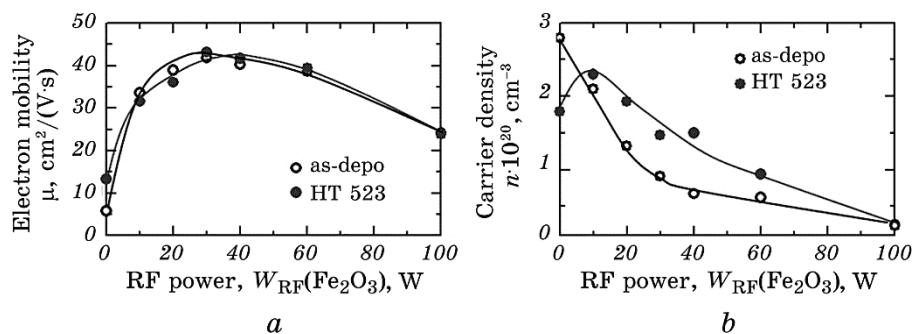 50
40
30
20
10
0
Electron mobility
μ, cm²/(V·s)
as-depo
HT 523
0 20 40 60 80 100
RF power, W_RF(Fe₂O₃), W
a
3
2
1
0
Carrier density
n·10²⁰, cm⁻³
as-depo
HT 523
0 20 40 60 80 100
RF power, W_RF(Fe₂O₃), W
b